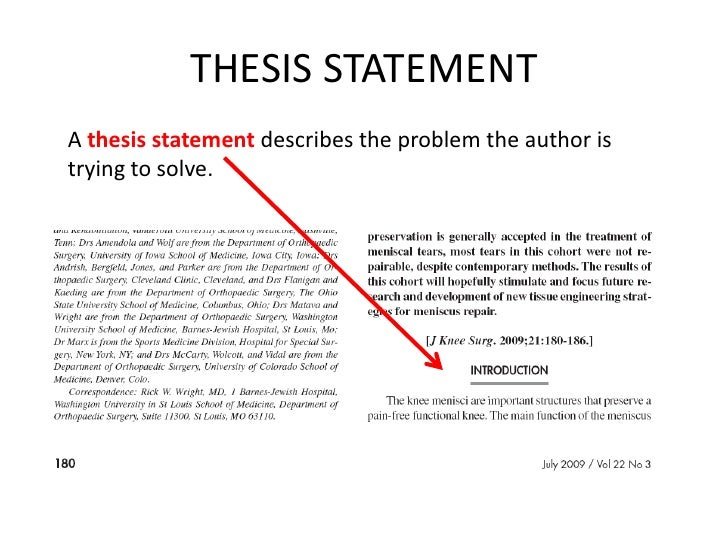 THESIS STATEMENT
A thesis statement describes the problem the author is
trying to solve.
and Rehabilitation, Vanderbilt University School of Medicine, Nashville,
Tenn; Drs Amendola and Wolf are from the Department of Orthopaedic
Surgery, University of Iowa School of Medicine, Iowa City, Iowa; Drs
Andrish, Bergfeld, Jones, and Parker are from the Department of Or-
thopaedic Surgery, Cleveland Clinic, Cleveland, and Drs Flanigan and
Kaeding are from the Department of Orthopaedic Surgery, The Ohio
State University School of Medicine, Columbus, Ohio; Drs Matava and
Wright are from the Department of Orthopaedic Surgery, Washington
University School of Medicine, Barnes-Jewish Hospital, St Louis, Mo;
Dr Marx is from the Sports Medicine Division, Hospital for Special Sur-
gery, New York, NY; and Drs McCarty, Wolcott, and Vidal are from the
Department of Orthopaedic Surgery, University of Colorado School of
Medicine, Denver, Colo.
Correspondence: Rick W. Wright, MD, 1 Barnes-Jewish Hospital,
Washington University in St Louis School of Medicine, Department of
Orthopaedic Surgery, Suite 11300, St Louis, MO 63110.
preservation is generally accepted in the treatment of
meniscal tears, most tears in this cohort were not re-
pairable, despite contemporary methods. The results of
this cohort will hopefully stimulate and focus future re-
search and development of new tissue engineering strat-
egies for meniscus repair.
[J Knee Surg. 2009;21:180-186.]
INTRODUCTION
The knee menisci are important structures that preserve a
pain-free functional knee. The main function of the meniscus
180
July 2009 / Vol 22 No 3